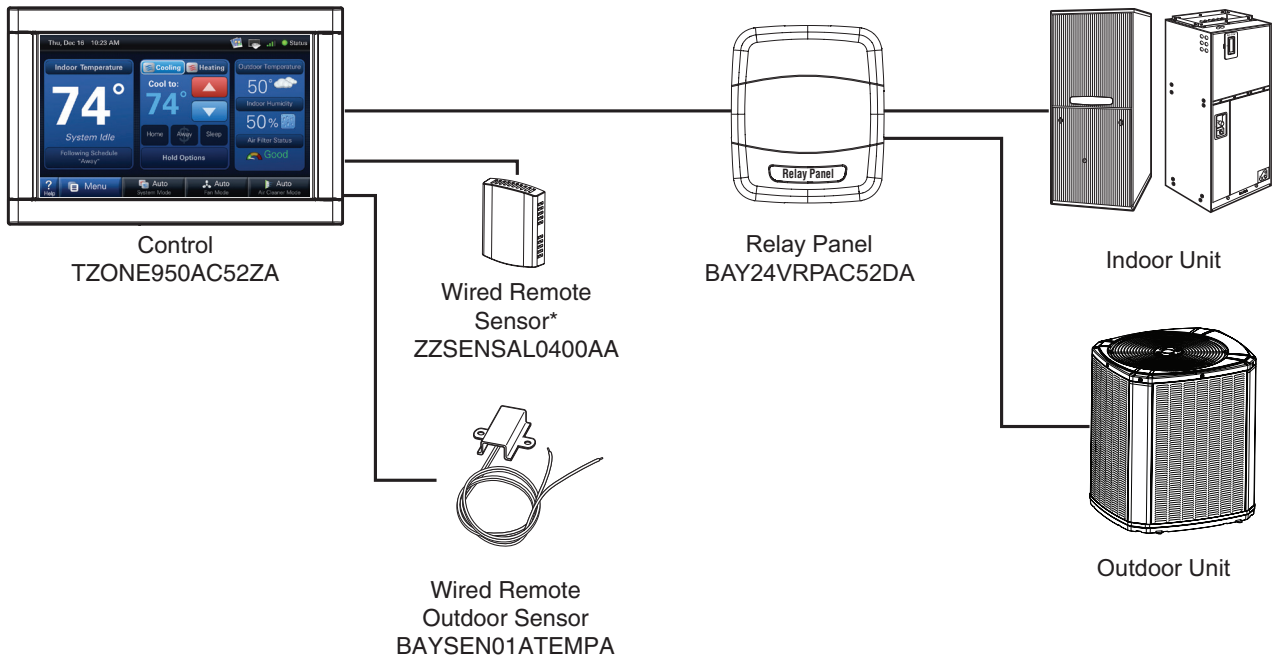 Thu, Dec 16 10:23 AM
Status
Indoor Temperature
74°
System Idle
Following Schedule
"Away"
Cooling
Heating
Cool to:
74°
Home
Away
Sleep
Hold Options
Outdoor Temperature
50°
Indoor Humidity
50%
Air Filter Status
Good
?
Help
Menu
Auto
System Mode
Auto
Fan Mode
Auto
Air Cleaner Mode
Control
TZONE950AC52ZA
Wired Remote
Sensor*
ZZSENSAL0400AA
Wired Remote
Outdoor Sensor
BAYSEN01ATEMPA
Relay Panel
Relay Panel
BAY24VRPAC52DA
Indoor Unit
Outdoor Unit